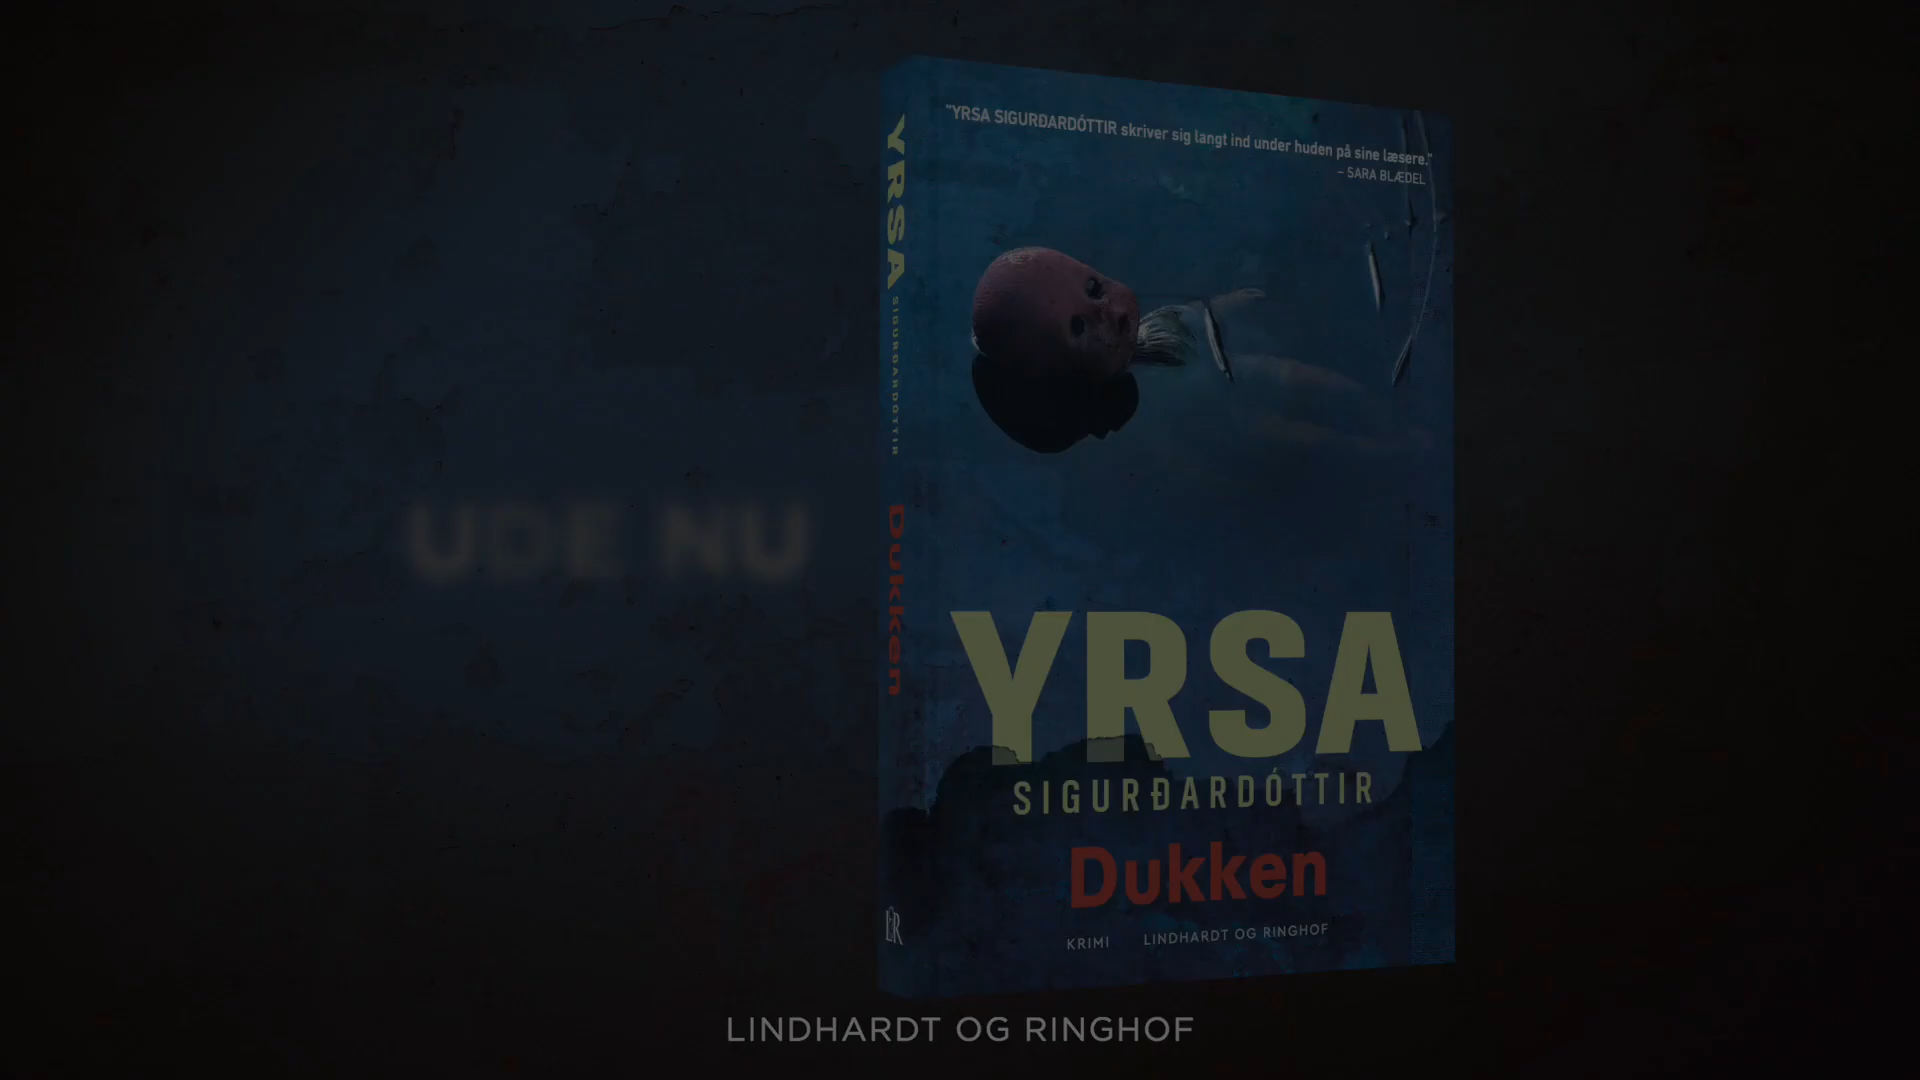 "YRSA SIGURÐARDÓTTIR skriver sig langt ind under huden på sine læsere."
– SARA BLÆDEL
YRSA SIGURÐARDÓTTIR Dukken
LR
UDE NU
YRSA
SIGURÐARDÓTTIR
Dukken
KRIMI LINDHARDT OG RINGHOF
LINDHARDT OG RINGHOF